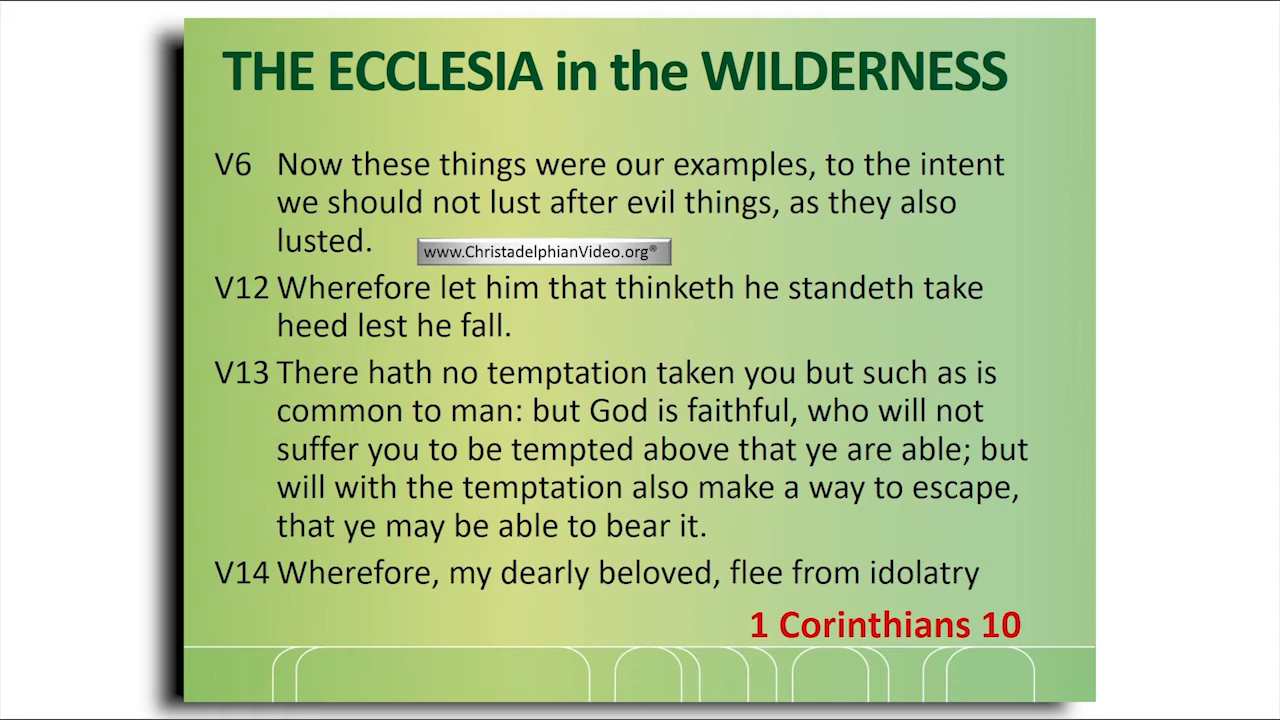 THE ECCLESIA in the WILDERNESS
V6 Now these things were our examples, to the intent
we should not lust after evil things, as they also
lusted.
www.ChristadelphianVideo.org®
V12 Wherefore let him that thinketh he standeth take
heed lest he fall.
V13 There hath no temptation taken you but such as is
common to man: but God is faithful, who will not
suffer you to be tempted above that ye are able; but
will with the temptation also make a way to escape,
that ye may be able to bear it.
V14 Wherefore, my dearly beloved, flee from idolatry
1 Corinthians 10